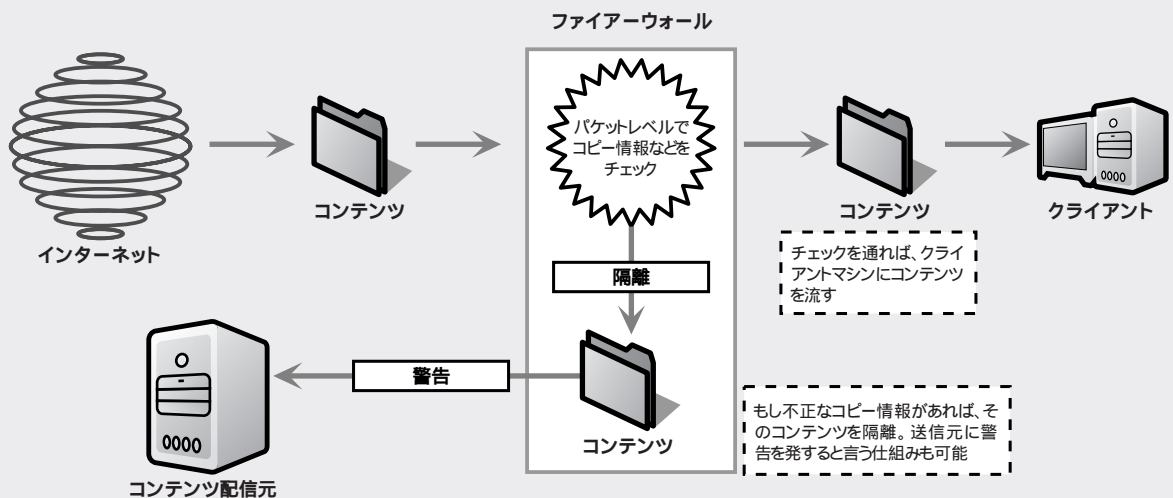 ファイアーウォール
パケットレベルで
コピー情報などを
チェック
インターネット
コンテンツ
コンテンツ
クライアント
チェックを通れば、クライ
アントマシンにコンテンツ
を流す
隔離
警告
コンテンツ
もし不正なコピー情報があれば、そ
のコンテンツを隔離。送信元に警
告を発すると言う仕組みも可能
コンテンツ配信元